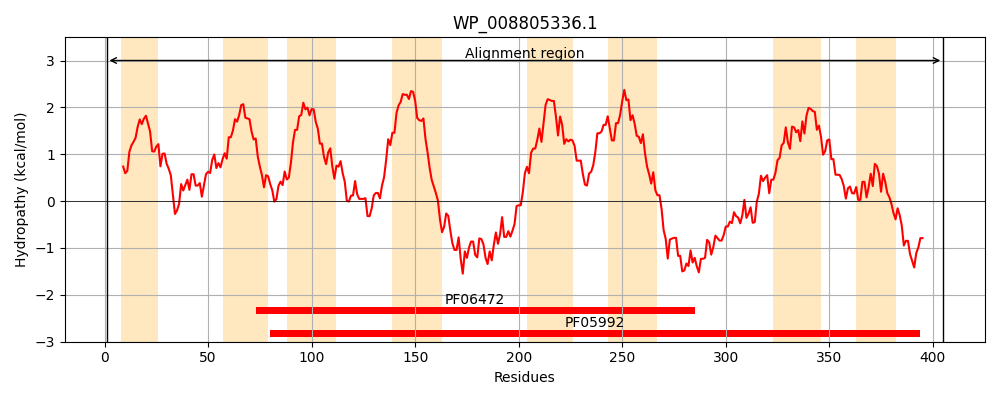 WP_008805336.1
Alignment region
Hydropathy (kcal/mol)
3
2
1
0
−1
−2
−3
PF06472
PF05992
0 50 100 150 200 250 300 350 400
Residues